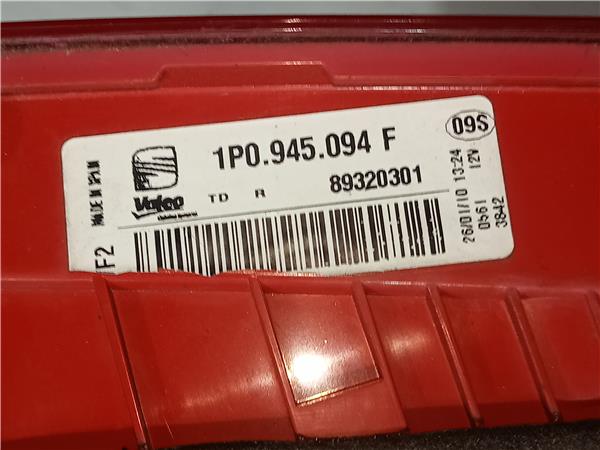 1P0.945.094 F
09S
MADE IN SPAIN
Valeo
TD R
89320301
26/01/10 13:24
0561 12V
3842
F2